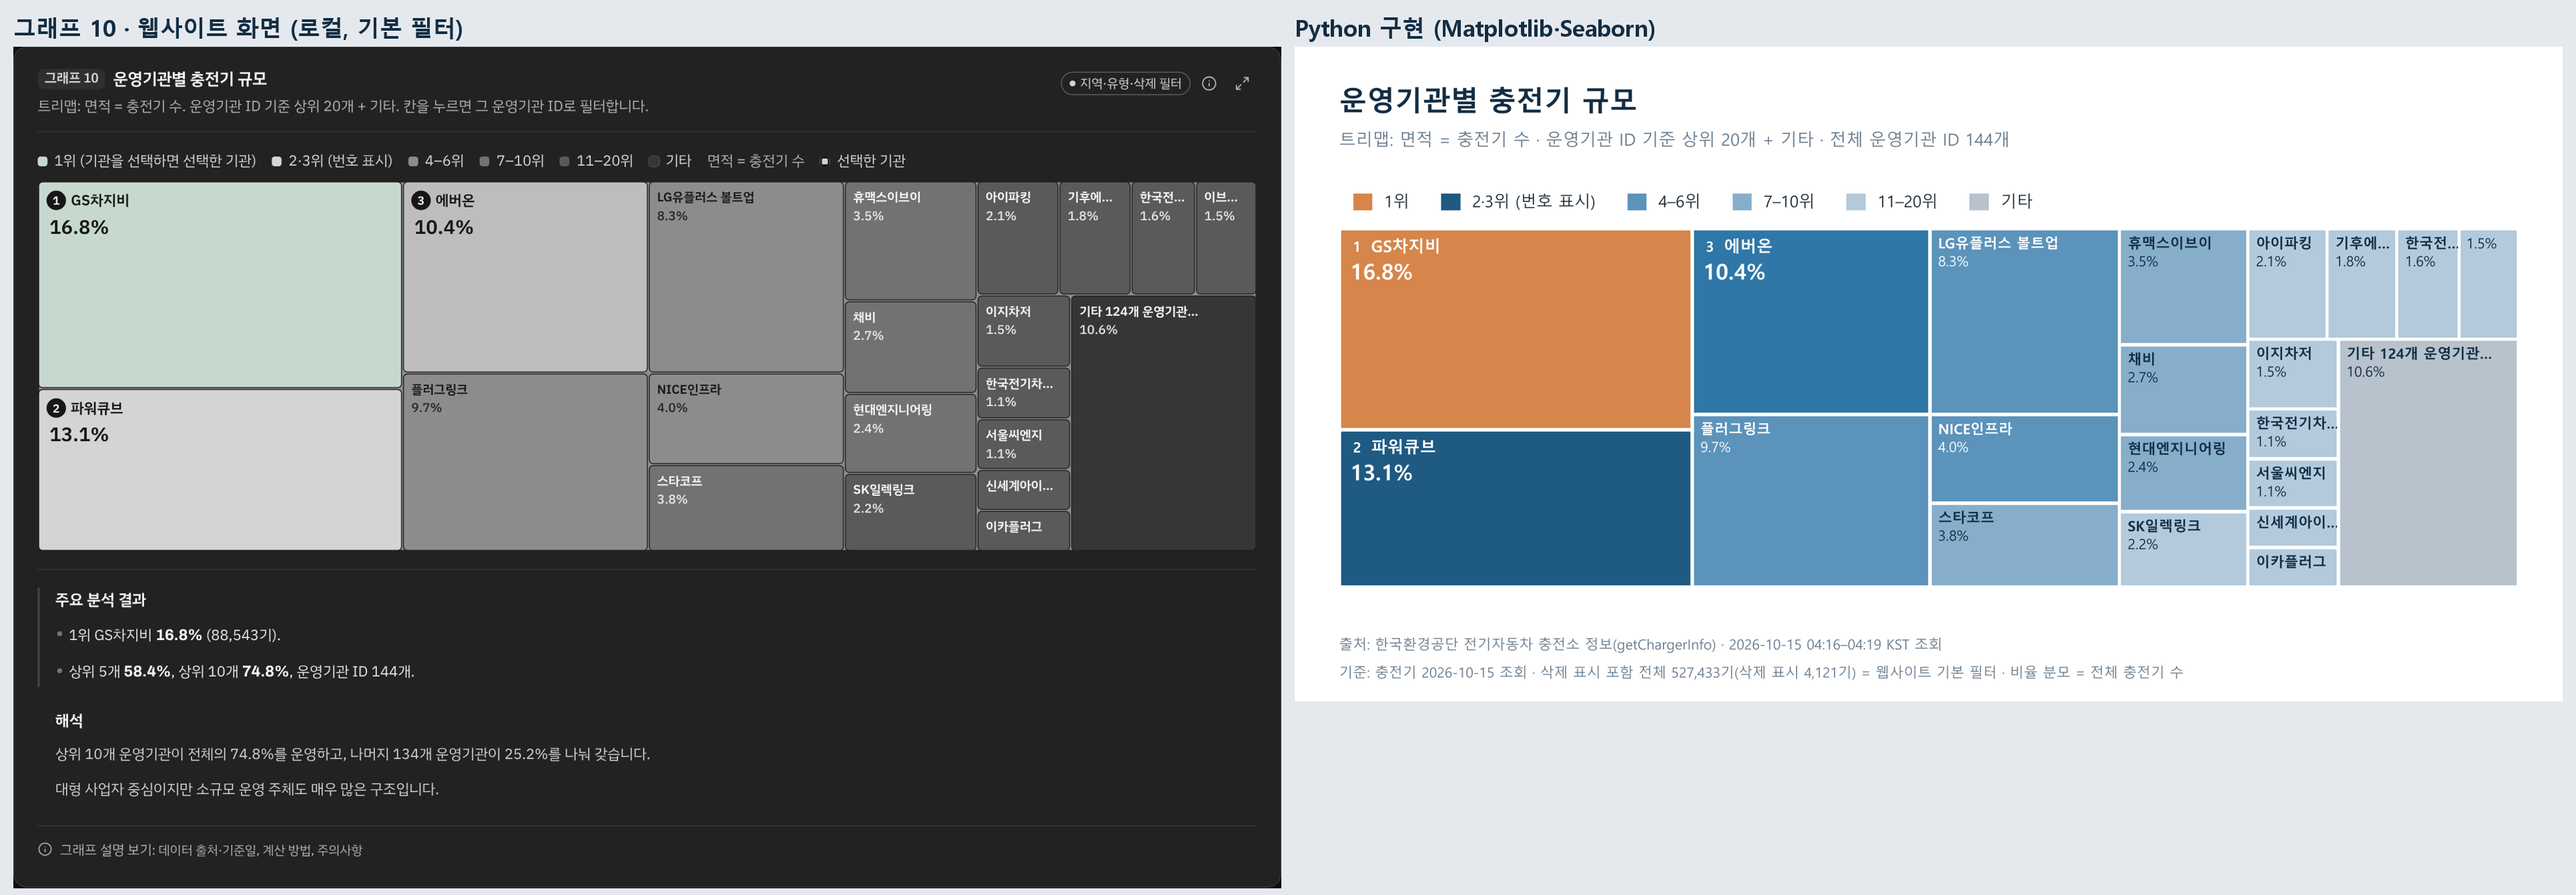 그래프 10 · 웹사이트 화면 (로컬, 기본 필터)
그래프 10 운영기관별 충전기 규모
지역·유형·삭제 필터
트리맵: 면적 = 충전기 수. 운영기관 ID 기준 상위 20개 + 기타. 칸을 누르면 그 운영기관 ID로 필터합니다.
1위 (기관을 선택하면 선택한 기관) 2·3위 (번호 표시) 4–6위 7–10위 11–20위 기타 면적 = 충전기 수 선택한 기관
1 GS차지비
16.8%
2 파워큐브
13.1%
3 에버온
10.4%
플러그링크
9.7%
LG유플러스 볼트업
8.3%
NICE인프라
4.0%
스타코프
3.8%
휴맥스이브이
3.5%
채비
2.7%
현대엔지니어링
2.4%
SK일렉링크
2.2%
아이파킹
2.1%
기후에...
1.8%
한국전...
1.6%
이브...
1.5%
이지차저
1.5%
한국전기차...
1.1%
서울씨엔지
1.1%
신세계아이...
이카플러그
기타 124개 운영기관...
10.6%
주요 분석 결과
• 1위 GS차지비 16.8% (88,543기).
• 상위 5개 58.4%, 상위 10개 74.8%, 운영기관 ID 144개.
해석
상위 10개 운영기관이 전체의 74.8%를 운영하고, 나머지 134개 운영기관이 25.2%를 나눠 갖습니다.
대형 사업자 중심이지만 소규모 운영 주체도 매우 많은 구조입니다.
그래프 설명 보기: 데이터 출처·기준일, 계산 방법, 주의사항
Python 구현 (Matplotlib·Seaborn)
운영기관별 충전기 규모
트리맵: 면적 = 충전기 수 · 운영기관 ID 기준 상위 20개 + 기타 · 전체 운영기관 ID 144개
1위 2·3위 (번호 표시) 4–6위 7–10위 11–20위 기타
1 GS차지비
16.8%
2 파워큐브
13.1%
3 에버온
10.4%
플러그링크
9.7%
LG유플러스 볼트업
8.3%
NICE인프라
4.0%
스타코프
3.8%
휴맥스이브이
3.5%
채비
2.7%
현대엔지니어링
2.4%
SK일렉링크
2.2%
아이파킹
2.1%
기후에...
1.8%
한국전...
1.6%
1.5%
이지차저
1.5%
한국전기차...
1.1%
서울씨엔지
1.1%
신세계아이...
이카플러그
기타 124개 운영기관...
10.6%
출처: 한국환경공단 전기자동차 충전소 정보(getChargerInfo) · 2026-10-15 04:16–04:19 KST 조회
기준: 충전기 2026-10-15 조회 · 삭제 표시 포함 전체 527,433기(삭제 표시 4,121기) = 웹사이트 기본 필터 · 비율 분모 = 전체 충전기 수